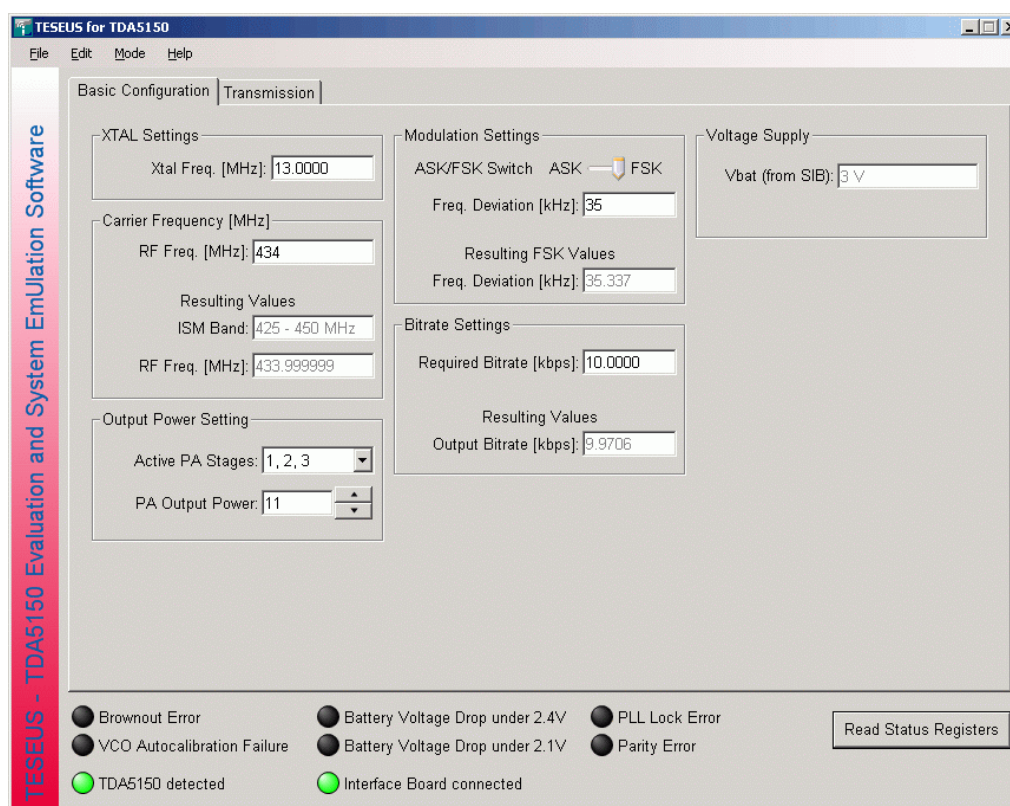 TESEUS for TDA5150
File Edit Mode Help
TESEUS - TDA5150 Evaluation and System EmUlation Software
Basic Configuration Transmission
XTAL Settings
Xtal Freq. [MHz]: 13.0000
Carrier Frequency [MHz]
RF Freq. [MHz]: 434
Resulting Values
ISM Band: 425 - 450 MHz
RF Freq. [MHz]: 433.999999
Output Power Setting
Active PA Stages: 1, 2, 3
PA Output Power: 11
Modulation Settings
ASK/FSK Switch ASK FSK
Freq. Deviation [kHz]: 35
Resulting FSK Values
Freq. Deviation [kHz]: 35.337
Bitrate Settings
Required Bitrate [kbps]: 10.0000
Resulting Values
Output Bitrate [kbps]: 9.9706
Voltage Supply
Vbat (from SIB): 3 V
Brownout Error Battery Voltage Drop under 2.4V PLL Lock Error
VCO Autocalibration Failure Battery Voltage Drop under 2.1V Parity Error
Read Status Registers
TDA5150 detected Interface Board connected